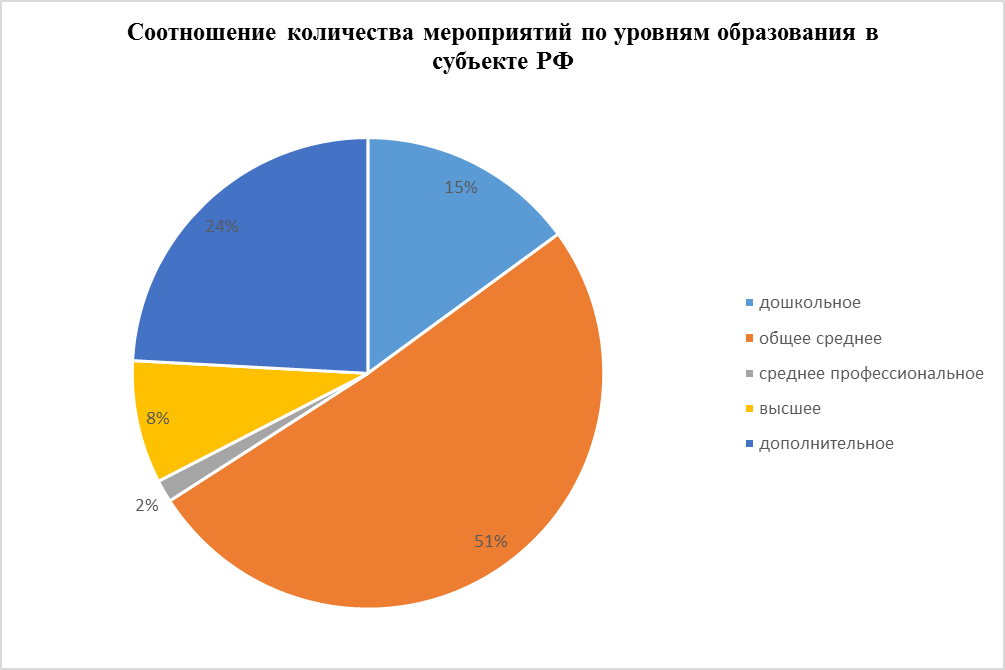 Соотношение количества мероприятий по уровням образования в
субъекте РФ
15%
24%
8%
2%
51%
дошкольное
общее среднее
среднее профессиональное
высшее
дополнительное